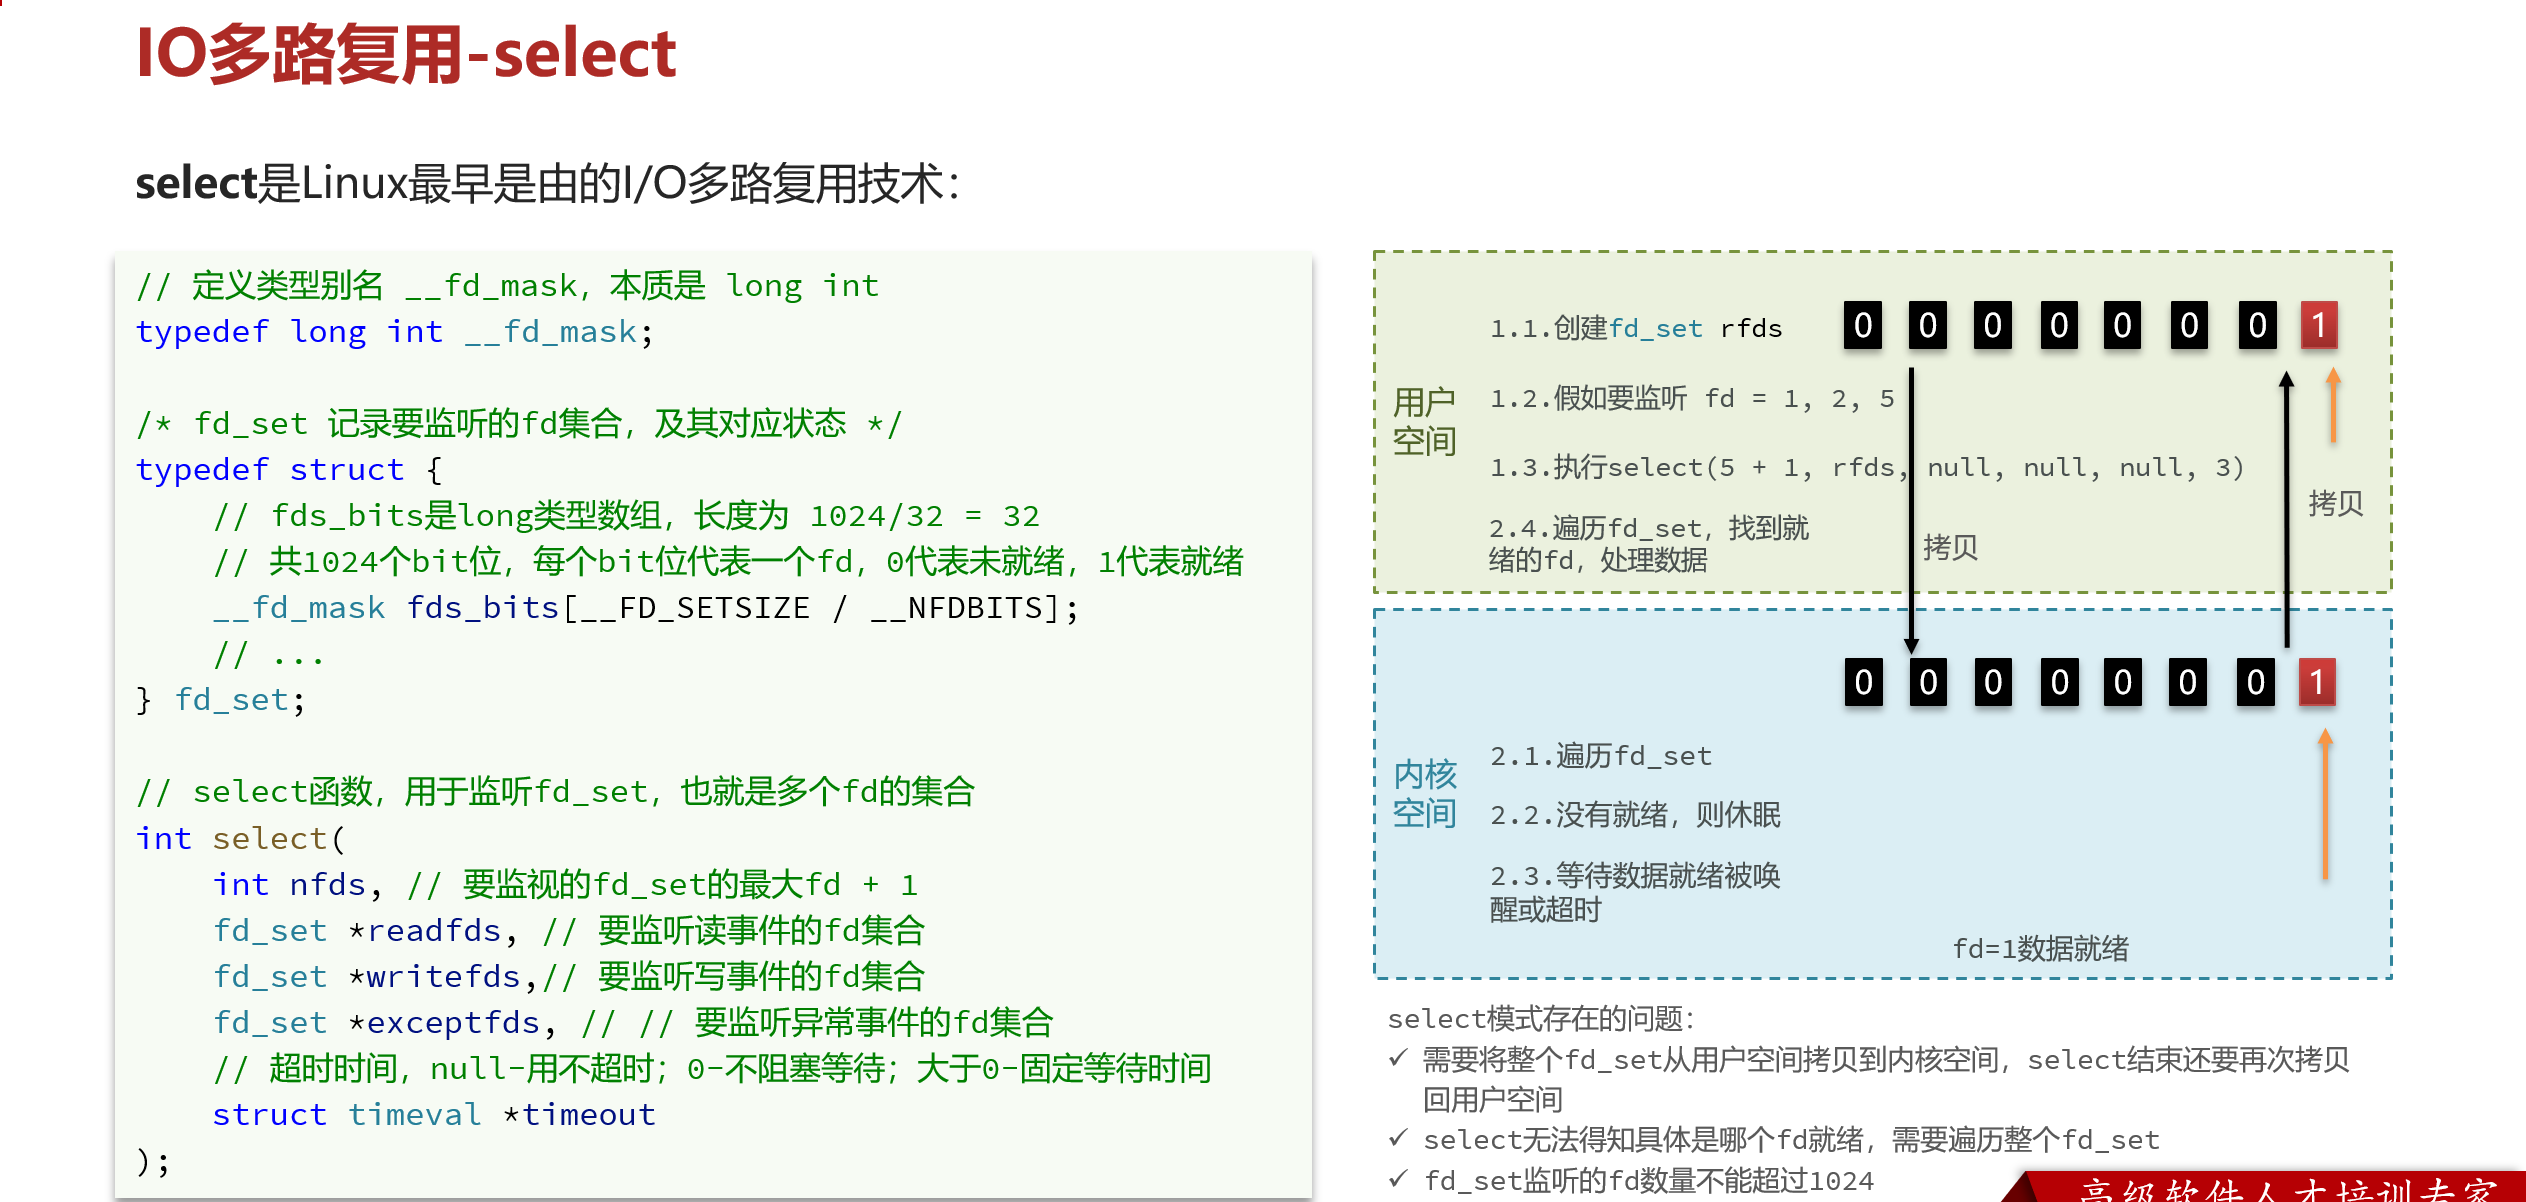 IO多路复用-select
select是Linux最早是由的I/O多路复用技术：
// 定义类型别名 __fd_mask，本质是 long int
typedef long int __fd_mask;
/* fd_set 记录要监听的fd集合，及其对应状态 */
typedef struct {
// fds_bits是long类型数组，长度为 1024/32 = 32
// 共1024个bit位，每个bit位代表一个fd，0代表未就绪，1代表就绪
__fd_mask fds_bits[__FD_SETSIZE / __NFDBITS];
// ...
} fd_set;
// select函数，用于监听fd_set，也就是多个fd的集合
int select(
int nfds, // 要监视的fd_set的最大fd + 1
fd_set *readfds, // 要监听读事件的fd集合
fd_set *writefds,// 要监听写事件的fd集合
fd_set *exceptfds, // // 要监听异常事件的fd集合
// 超时时间，null-用不超时；0-不阻塞等待；大于0-固定等待时间
struct timeval *timeout
);
用户
空间
1.1.创建fd_set rfds
0 0 0 0 0 0 0 1
1.2.假如要监听 fd = 1, 2, 5
1.3.执行select(5 + 1, rfds, null, null, null, 3)
2.4.遍历fd_set，找到就
绪的fd，处理数据
拷贝
拷贝
内核
空间
0 0 0 0 0 0 0 1
2.1.遍历fd_set
2.2.没有就绪，则休眠
2.3.等待数据就绪被唤
醒或超时
fd=1数据就绪
select模式存在的问题：
✓ 需要将整个fd_set从用户空间拷贝到内核空间，select结束还要再次拷贝
回用户空间
✓ select无法得知具体是哪个fd就绪，需要遍历整个fd_set
✓ fd_set监听的fd数量不能超过1024
高级软件人才培训专家